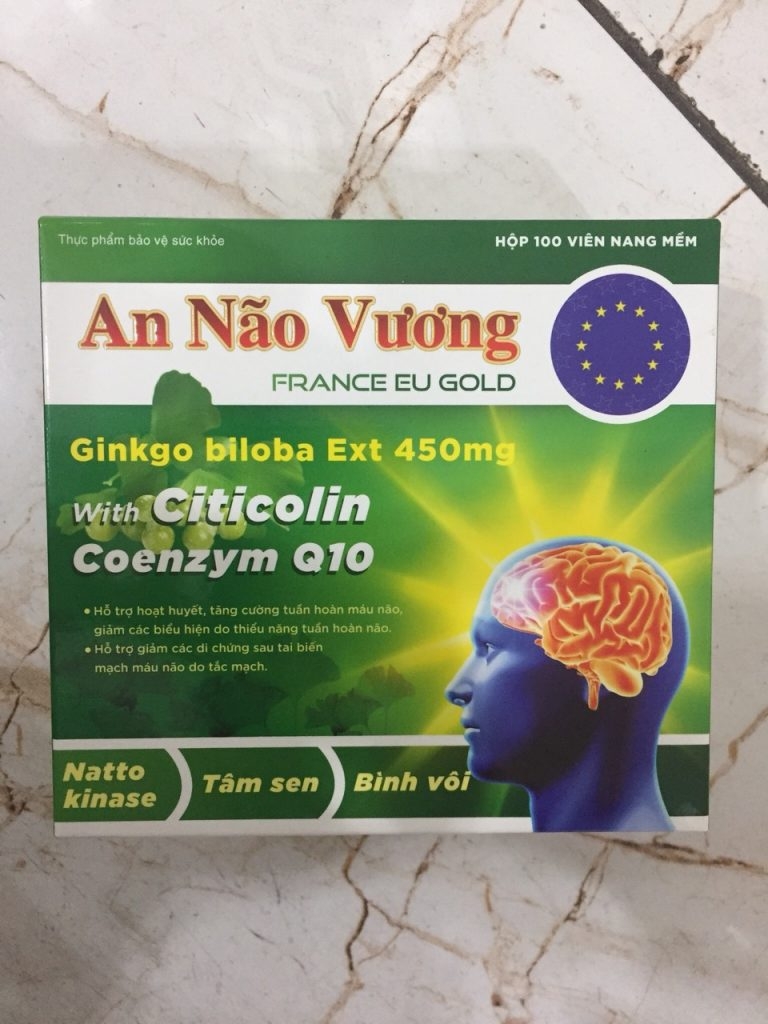 Thực phẩm bảo vệ sức khỏe
HỘP 100 VIÊN NANG MỀM
An Não Vương
FRANCE EU GOLD
Ginkgo biloba Ext 450mg
With Citicolin
Coenzym Q10
• Hỗ trợ hoạt huyết, tăng cường tuần hoàn máu não,
giảm các biểu hiện do thiểu năng tuần hoàn não.
• Hỗ trợ giảm các di chứng sau tai biến
mạch máu não do tắc mạch.
Natto
kinase
Tâm sen
Bình vôi